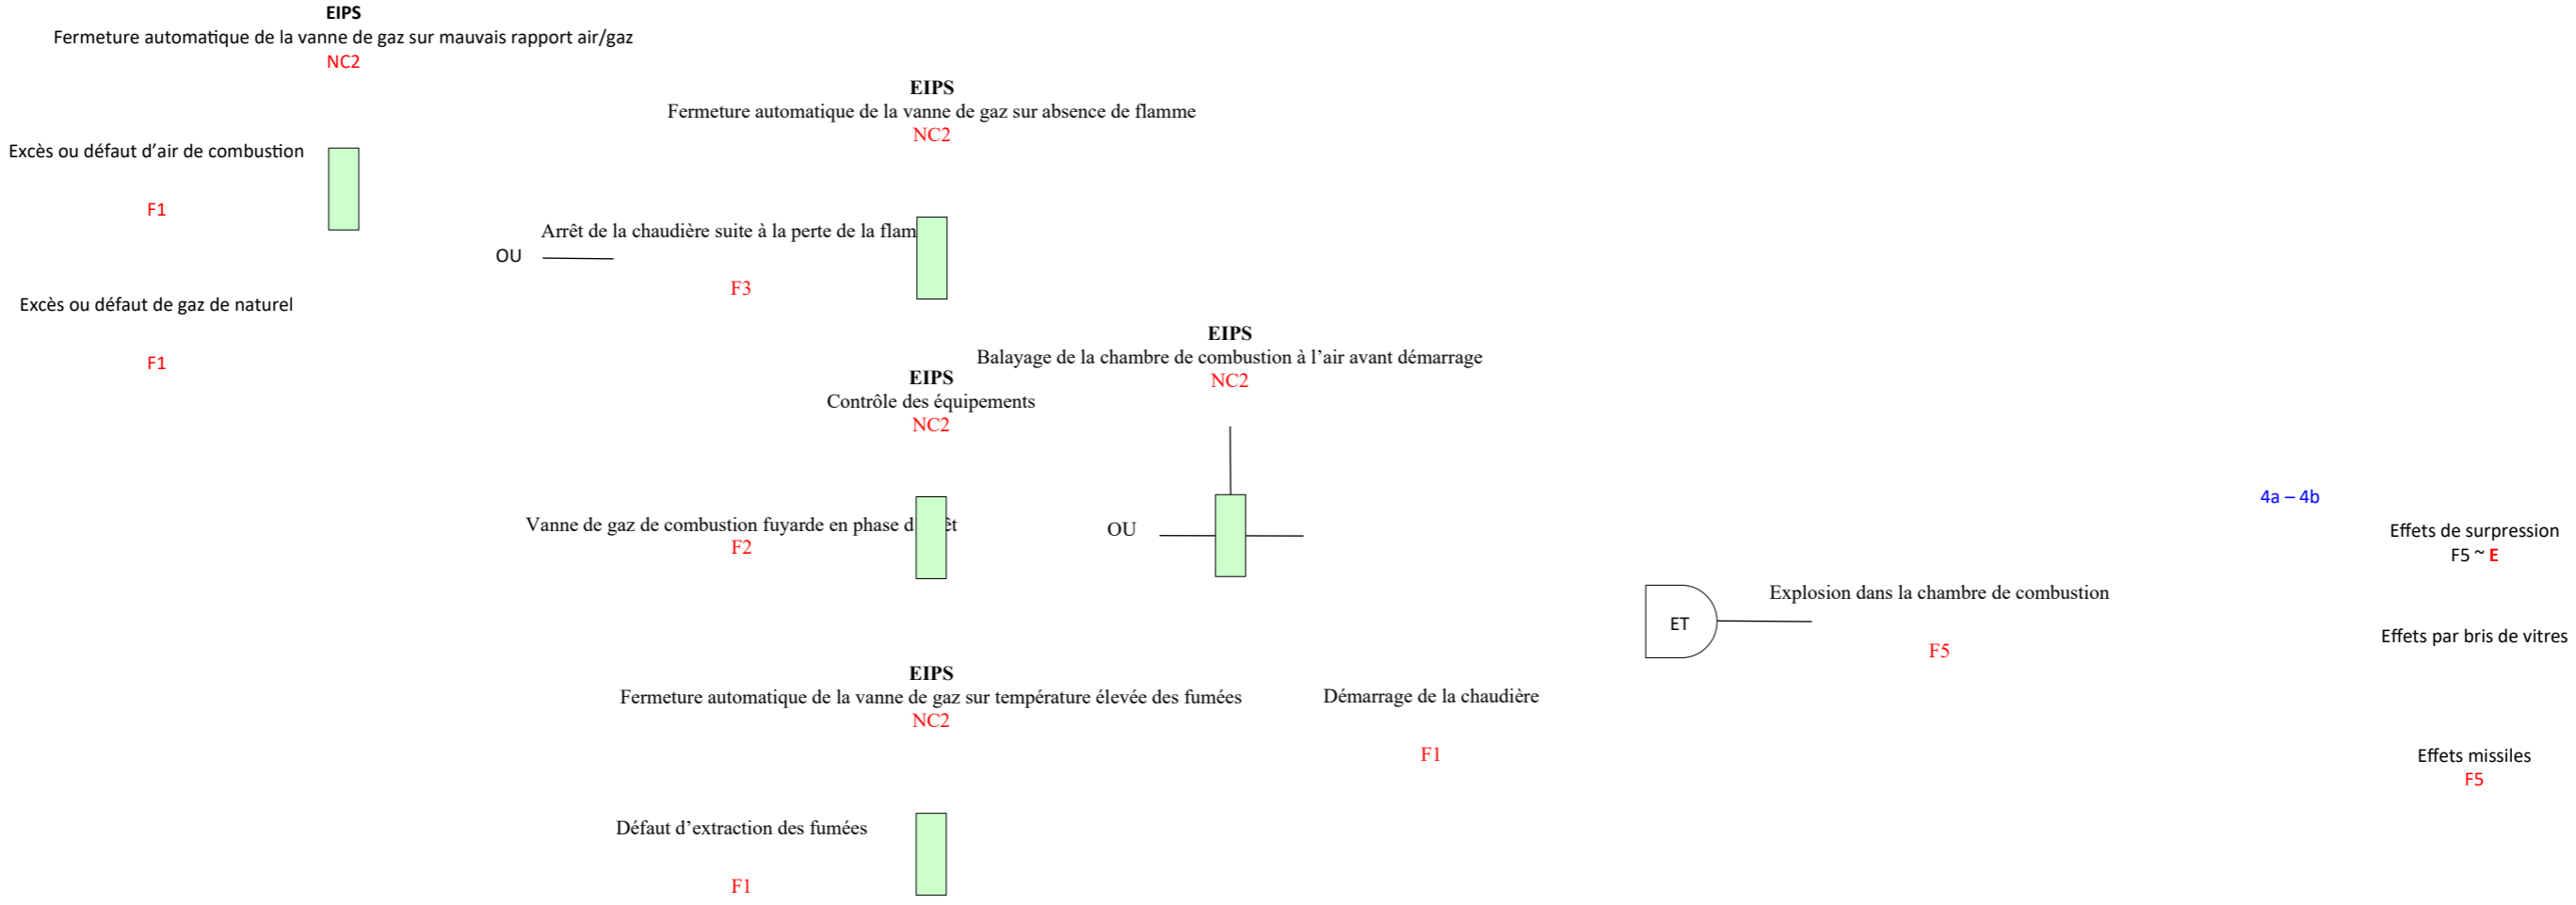 EIPS
Fermeture automatique de la vanne de gaz sur mauvais rapport air/gaz
NC2
EIPS
Fermeture automatique de la vanne de gaz sur absence de flamme
NC2
Excès ou défaut d’air de combustion
F1
Arrêt de la chaudière suite à la perte de la flam
OU
F3
Excès ou défaut de gaz de naturel
F1
EIPS
Balayage de la chambre de combustion à l’air avant démarrage
NC2
EIPS
Contrôle des équipements
NC2
Vanne de gaz de combustion fuyarde en phase
F2
OU
4a – 4b
Effets de surpression
F5 ~ E
Explosion dans la chambre de combustion
ET
F5
Effets par bris de vitres
EIPS
Fermeture automatique de la vanne de gaz sur température élevée des fumées
NC2
Démarrage de la chaudière
F1
Effets missiles
F5
Défaut d’extraction des fumées
F1